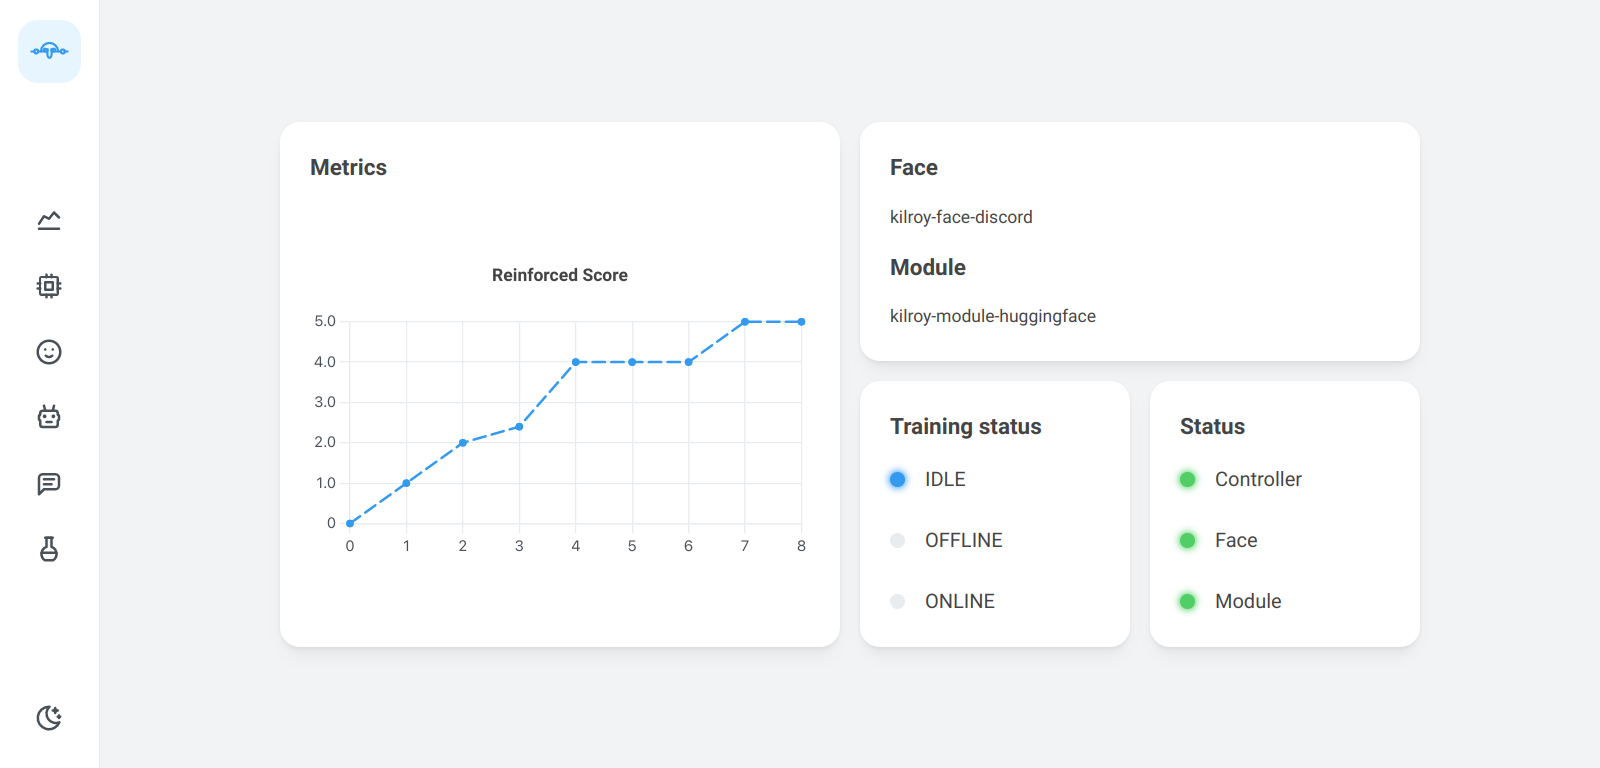 Metrics
Reinforced Score
5.0
4.0
3.0
2.0
1.0
0
0 1 2 3 4 5 6 7 8
Face
kilroy-face-discord
Module
kilroy-module-huggingface
Training status
IDLE
OFFLINE
ONLINE
Status
Controller
Face
Module